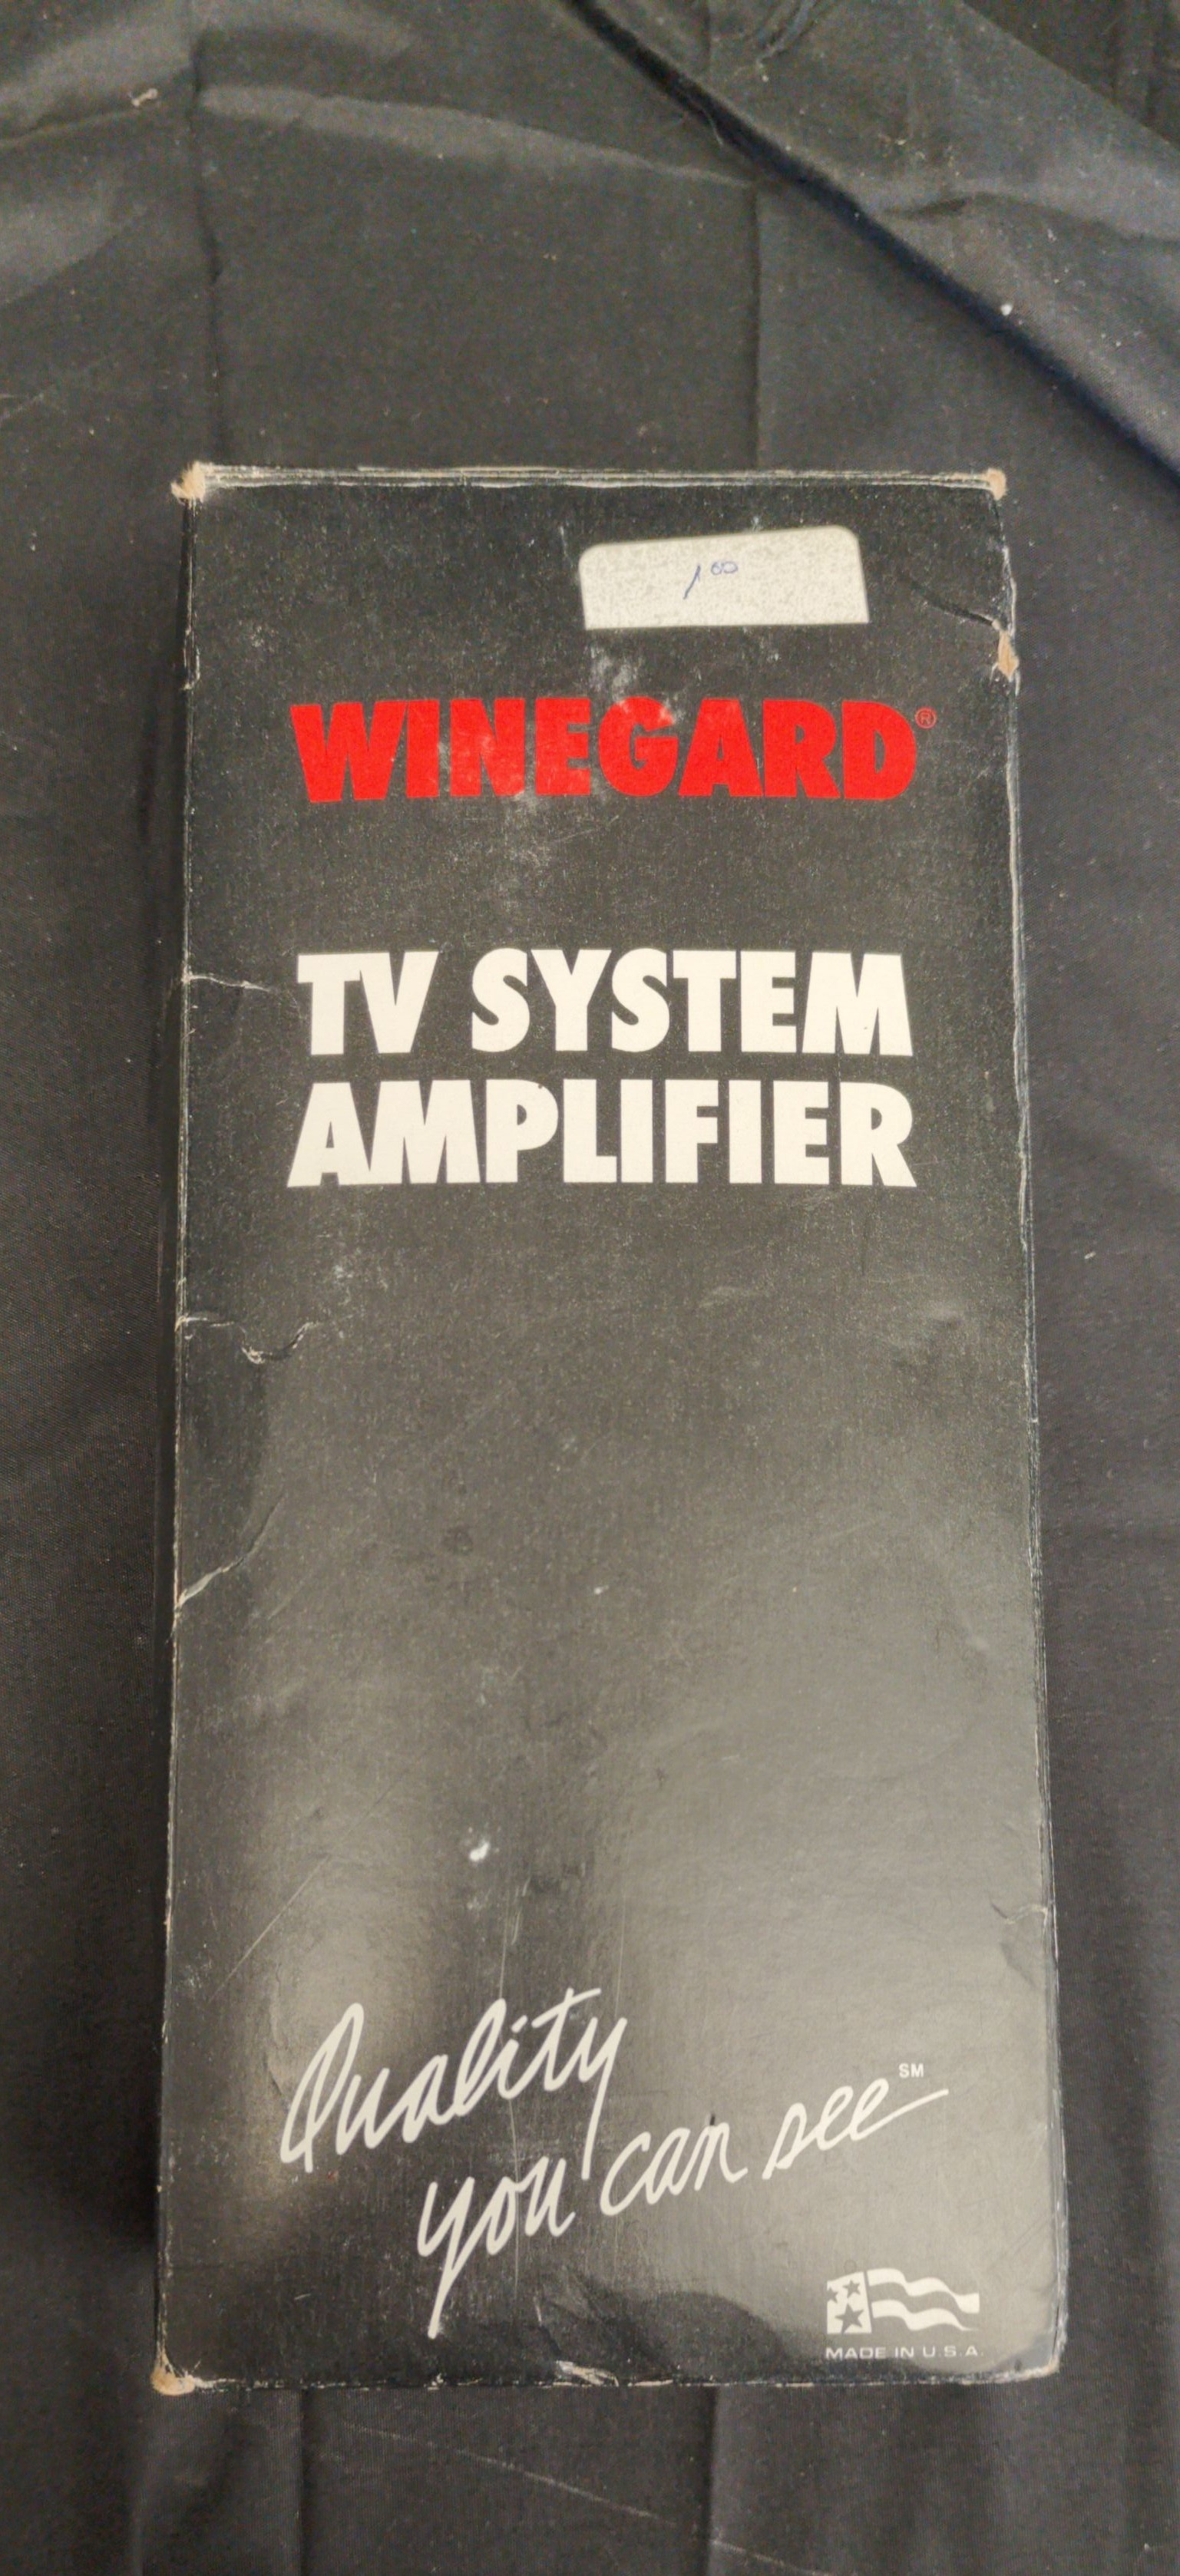 1.00
WINEGARD®
TV SYSTEM
AMPLIFIER
Quality
you can see℠
MADE IN U.S.A.